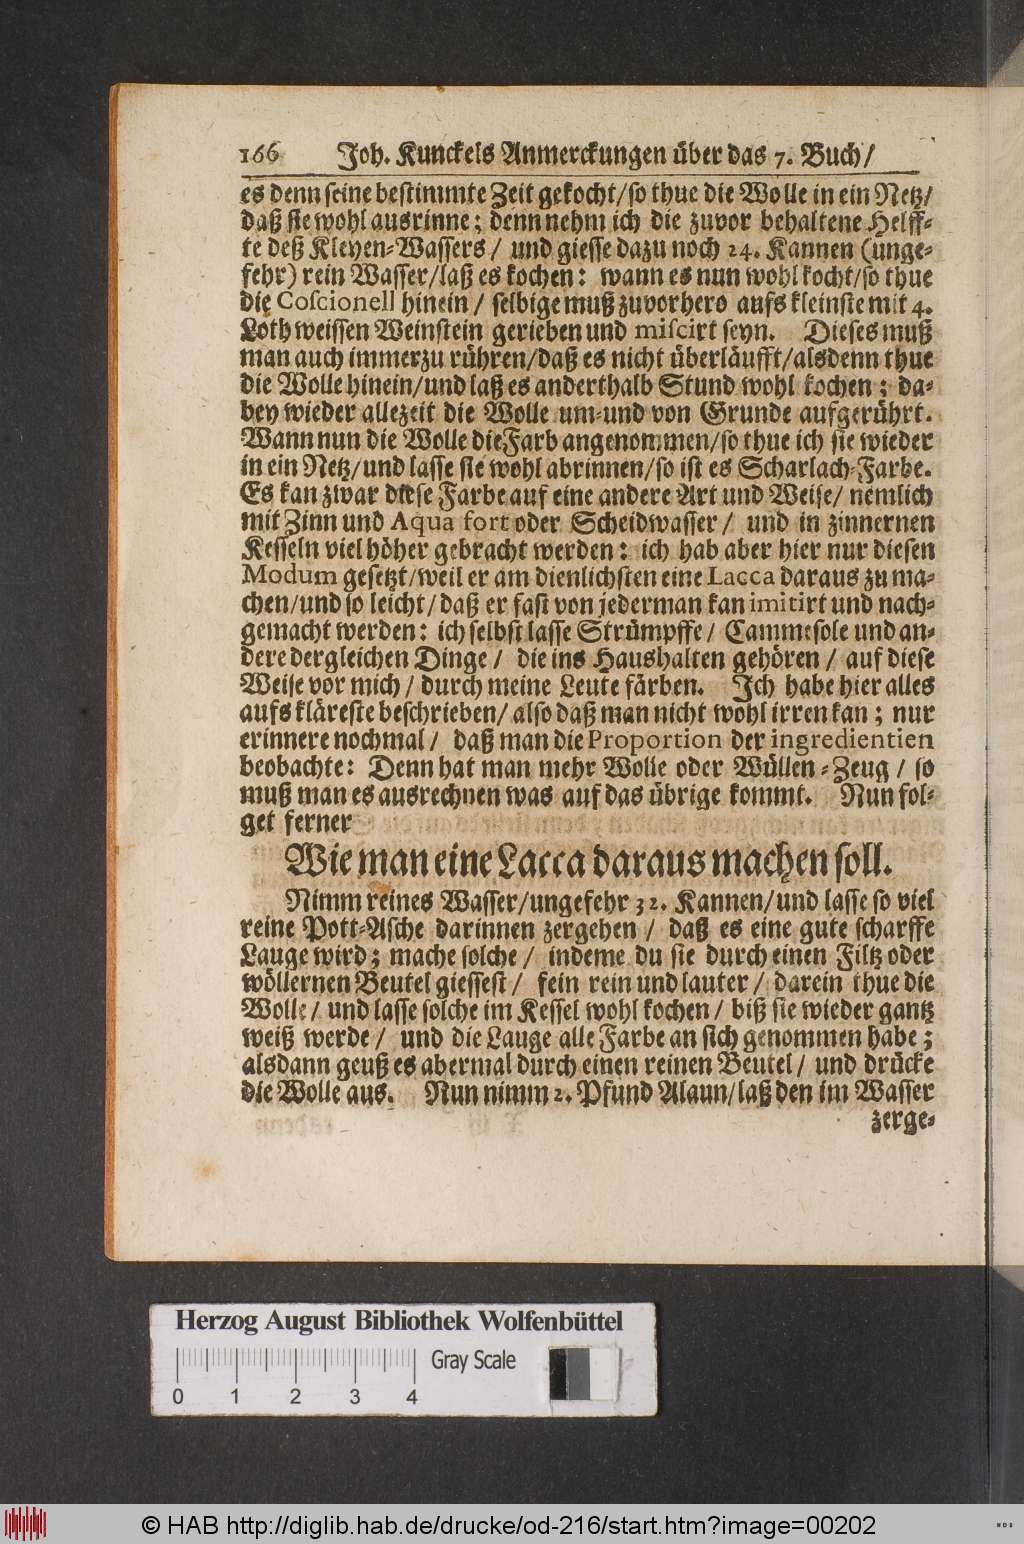 166 Joh. Kunckels Anmerckungen über das 7. Buch/
es denn seine bestimmte Zeit gekocht/so thue die Wolle in ein Netz/
daß sie wohl ausrinne; denn nehm ich die zuvor behaltene Helff-
te deß Kleyen-Wassers/ und giesse dazu noch 24. Kannen (unge-
fehr) rein Wasser/laß es kochen: wann es nun wohl kocht/so thue
die Coscionell hinein/ selbige muß zuvorhero aufs kleinste mit 4.
Loth weissen Weinstein gerieben und miscirt seyn. Dieses muß
man auch immerzu rühren/daß es nicht überläufft/alsdenn thue
die Wolle hinein/und laß es anderthalb Stund wohl kochen; da-
bey wieder allezeit die Wolle um-und von Grunde aufgerührt.
Wann nun die Wolle die Farb angenommen/so thue ich sie wieder
in ein Netz/und lasse sie wohl abrinnen/so ist es Scharlach-Farbe.
Es kan zwar diese Farbe auf eine andere Art und Weise/ nemlich
mit Zinn und Aqua fort oder Scheidwasser/ und in zinnernen
Kesseln viel höher gebracht werden: ich hab aber hier nur diesen
Modum gesetzt/weil er am dienlichsten eine Lacca daraus zu ma-
chen/und so leicht/daß er fast von jederman kan imitirt und nach-
gemacht werden: ich selbst lasse Strümpffe/ Cammesole und an-
dere dergleichen Dinge/ die ins Haushalten gehören/ auf diese
Weise vor mich/ durch meine Leute färben. Ich habe hier alles
aufs kläreste beschrieben/ also daß man nicht wohl irren kan; nur
erinnere nochmal/ daß man die Proportion der ingredientien
beobachte: Denn hat man mehr Wolle oder Wüllen-Zeug/ so
muß man es ausrechnen was auf das übrige kommt. Nun fol-
get ferner
Wie man eine Lacca daraus machen soll.
Nimm reines Wasser/ungefehr 32. Kannen/und lasse so viel
reine Pott-Asche darinnen zergehen/ daß es eine gute scharffe
Lauge wird; mache solche/ indeme du sie durch einen Filtz oder
wöllernen Beutel giessest/ fein rein und lauter/ darein thue die
Wolle/ und lasse solche im Kessel wohl kochen/ biß sie wieder gantz
weiß werde/ und die Lauge alle Farbe an sich genommen habe;
alsdann geuß es abermal durch einen reinen Beutel/ und drücke
die Wolle aus. Nun nimm 2. Pfund Alaun/laß den im Wasser
zerge-
Herzog August Bibliothek Wolfenbüttel
Gray Scale
0 1 2 3 4
© HAB http://diglib.hab.de/drucke/od-216/start.htm?image=00202